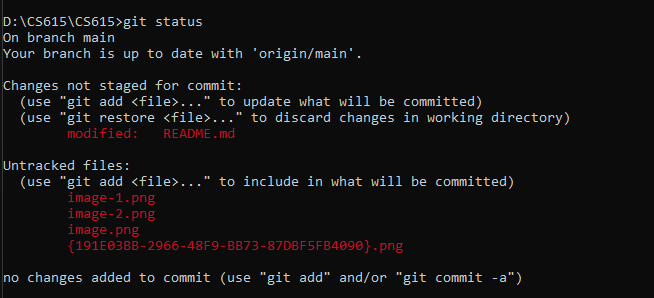 D:\CS615\CS615>git status
On branch main
Your branch is up to date with 'origin/main'.
Changes not staged for commit:
(use "git add <file>..." to update what will be committed)
(use "git restore <file>..." to discard changes in working directory)
modified:   README.md
Untracked files:
(use "git add <file>..." to include in what will be committed)
image-1.png
image-2.png
image.png
{191E03BB-2966-48F9-BB73-87DBF5FB4090}.png
no changes added to commit (use "git add" and/or "git commit -a")